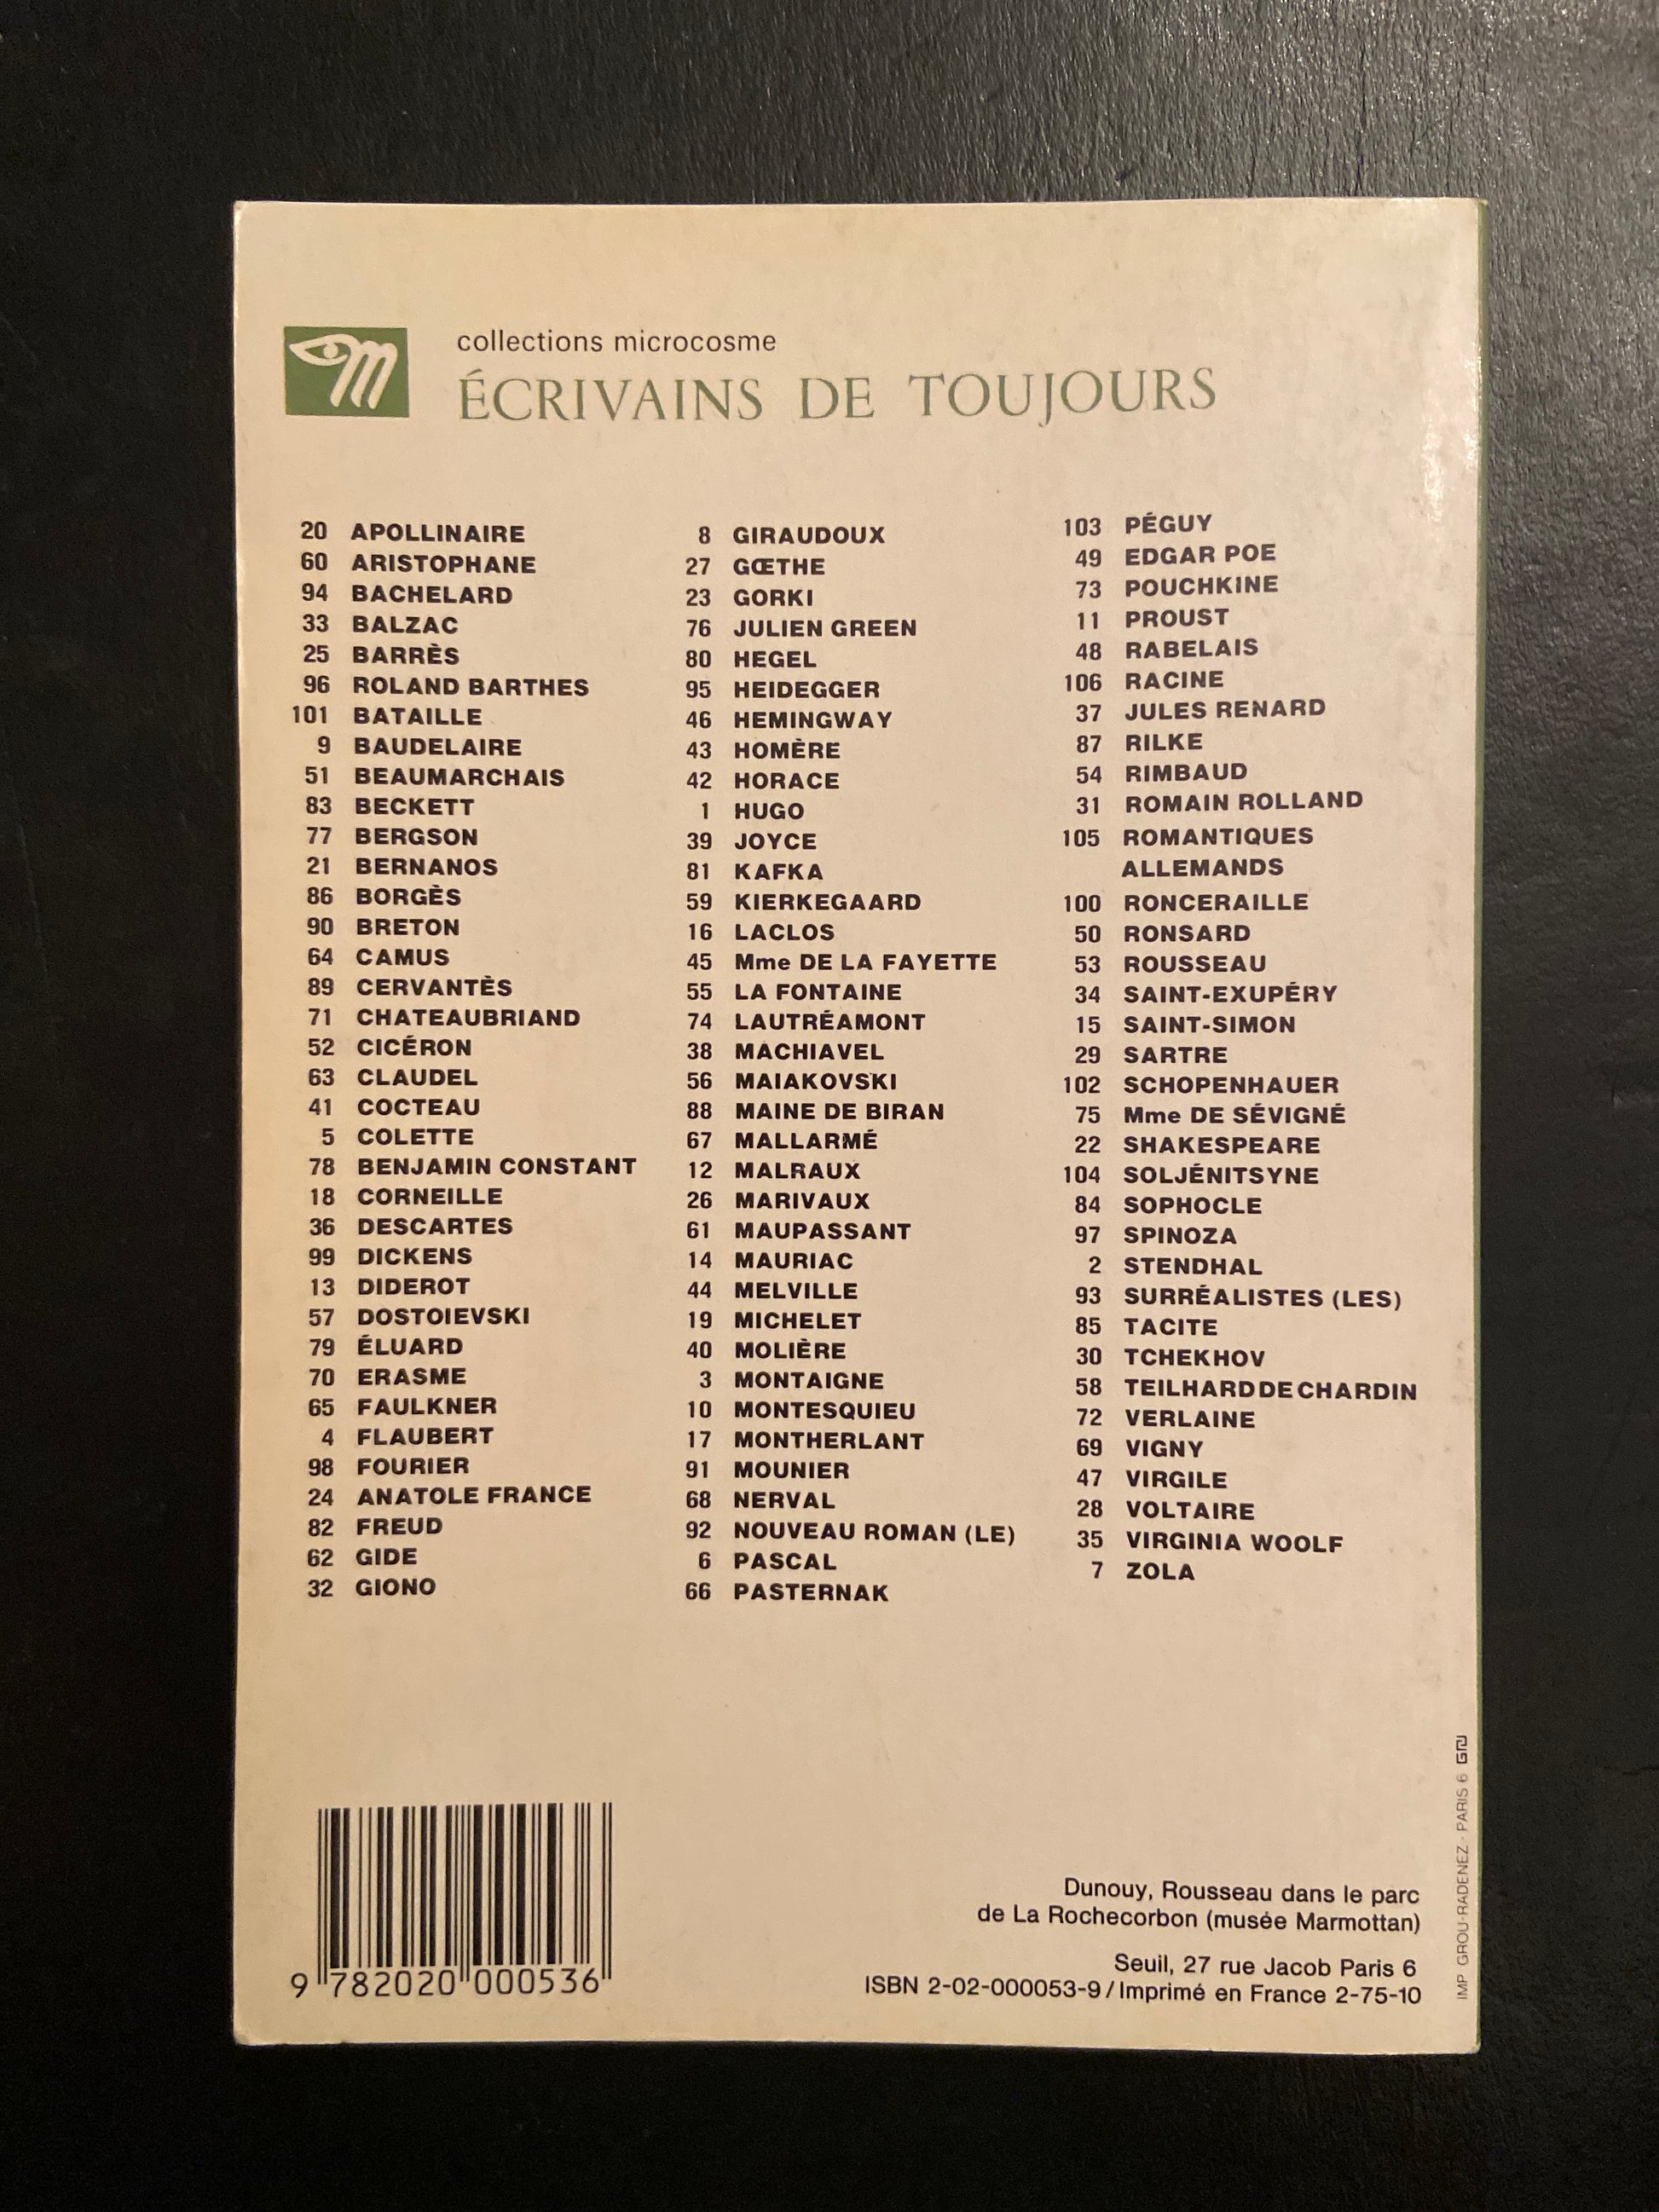 collections microcosme
ÉCRIVAINS DE TOUJOURS
20 APOLLINAIRE
60 ARISTOPHANE
94 BACHELARD
33 BALZAC
25 BARRÈS
96 ROLAND BARTHES
101 BATAILLE
9 BAUDELAIRE
51 BEAUMARCHAIS
83 BECKETT
77 BERGSON
21 BERNANOS
86 BORGÈS
90 BRETON
64 CAMUS
89 CERVANTÈS
71 CHATEAUBRIAND
52 CICÉRON
63 CLAUDEL
41 COCTEAU
5 COLETTE
78 BENJAMIN CONSTANT
18 CORNEILLE
36 DESCARTES
99 DICKENS
13 DIDEROT
57 DOSTOIEVSKI
79 ÉLUARD
70 ERASME
65 FAULKNER
4 FLAUBERT
98 FOURIER
24 ANATOLE FRANCE
82 FREUD
62 GIDE
32 GIONO
8 GIRAUDOUX
27 GŒTHE
23 GORKI
76 JULIEN GREEN
80 HEGEL
95 HEIDEGGER
46 HEMINGWAY
43 HOMÈRE
42 HORACE
1 HUGO
39 JOYCE
81 KAFKA
59 KIERKEGAARD
16 LACLOS
45 Mme DE LA FAYETTE
55 LA FONTAINE
74 LAUTRÉAMONT
38 MACHIAVEL
56 MAIAKOVSKI
88 MAINE DE BIRAN
67 MALLARMÉ
12 MALRAUX
26 MARIVAUX
61 MAUPASSANT
14 MAURIAC
44 MELVILLE
19 MICHELET
40 MOLIÈRE
3 MONTAIGNE
10 MONTESQUIEU
17 MONTHERLANT
91 MOUNIER
68 NERVAL
92 NOUVEAU ROMAN (LE)
6 PASCAL
66 PASTERNAK
103 PÉGUY
49 EDGAR POE
73 POUCHKINE
11 PROUST
48 RABELAIS
106 RACINE
37 JULES RENARD
87 RILKE
54 RIMBAUD
31 ROMAIN ROLLAND
105 ROMANTIQUES
ALLEMANDS
100 RONCERAILLE
50 RONSARD
53 ROUSSEAU
34 SAINT-EXUPÉRY
15 SAINT-SIMON
29 SARTRE
102 SCHOPENHAUER
75 Mme DE SÉVIGNÉ
22 SHAKESPEARE
104 SOLJÉNITSYNE
84 SOPHOCLE
97 SPINOZA
2 STENDHAL
93 SURRÉALISTES (LES)
85 TACITE
30 TCHEKHOV
58 TEILHARD DE CHARDIN
72 VERLAINE
69 VIGNY
47 VIRGILE
28 VOLTAIRE
35 VIRGINIA WOOLF
7 ZOLA
9 782020 000536
Dunouy, Rousseau dans le parc
de La Rochecorbon (musée Marmottan)
Seuil, 27 rue Jacob Paris 6
ISBN 2-02-000053-9/Imprimé en France 2-75-10
IMP GROU-RADENEZ - PARIS 6